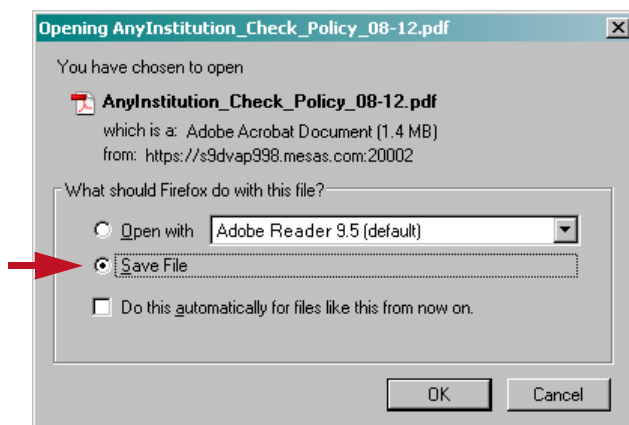 Opening AnyInstitution_Check_Policy_08-12.pdf
You have chosen to open
AnyInstitution_Check_Policy_08-12.pdf
which is a: Adobe Acrobat Document (1.4 MB)
from: https://s9dvap998.mesas.com:20002
What should Firefox do with this file?
Open with Adobe Reader 9.5 (default)
Save File
Do this automatically for files like this from now on.
OK Cancel